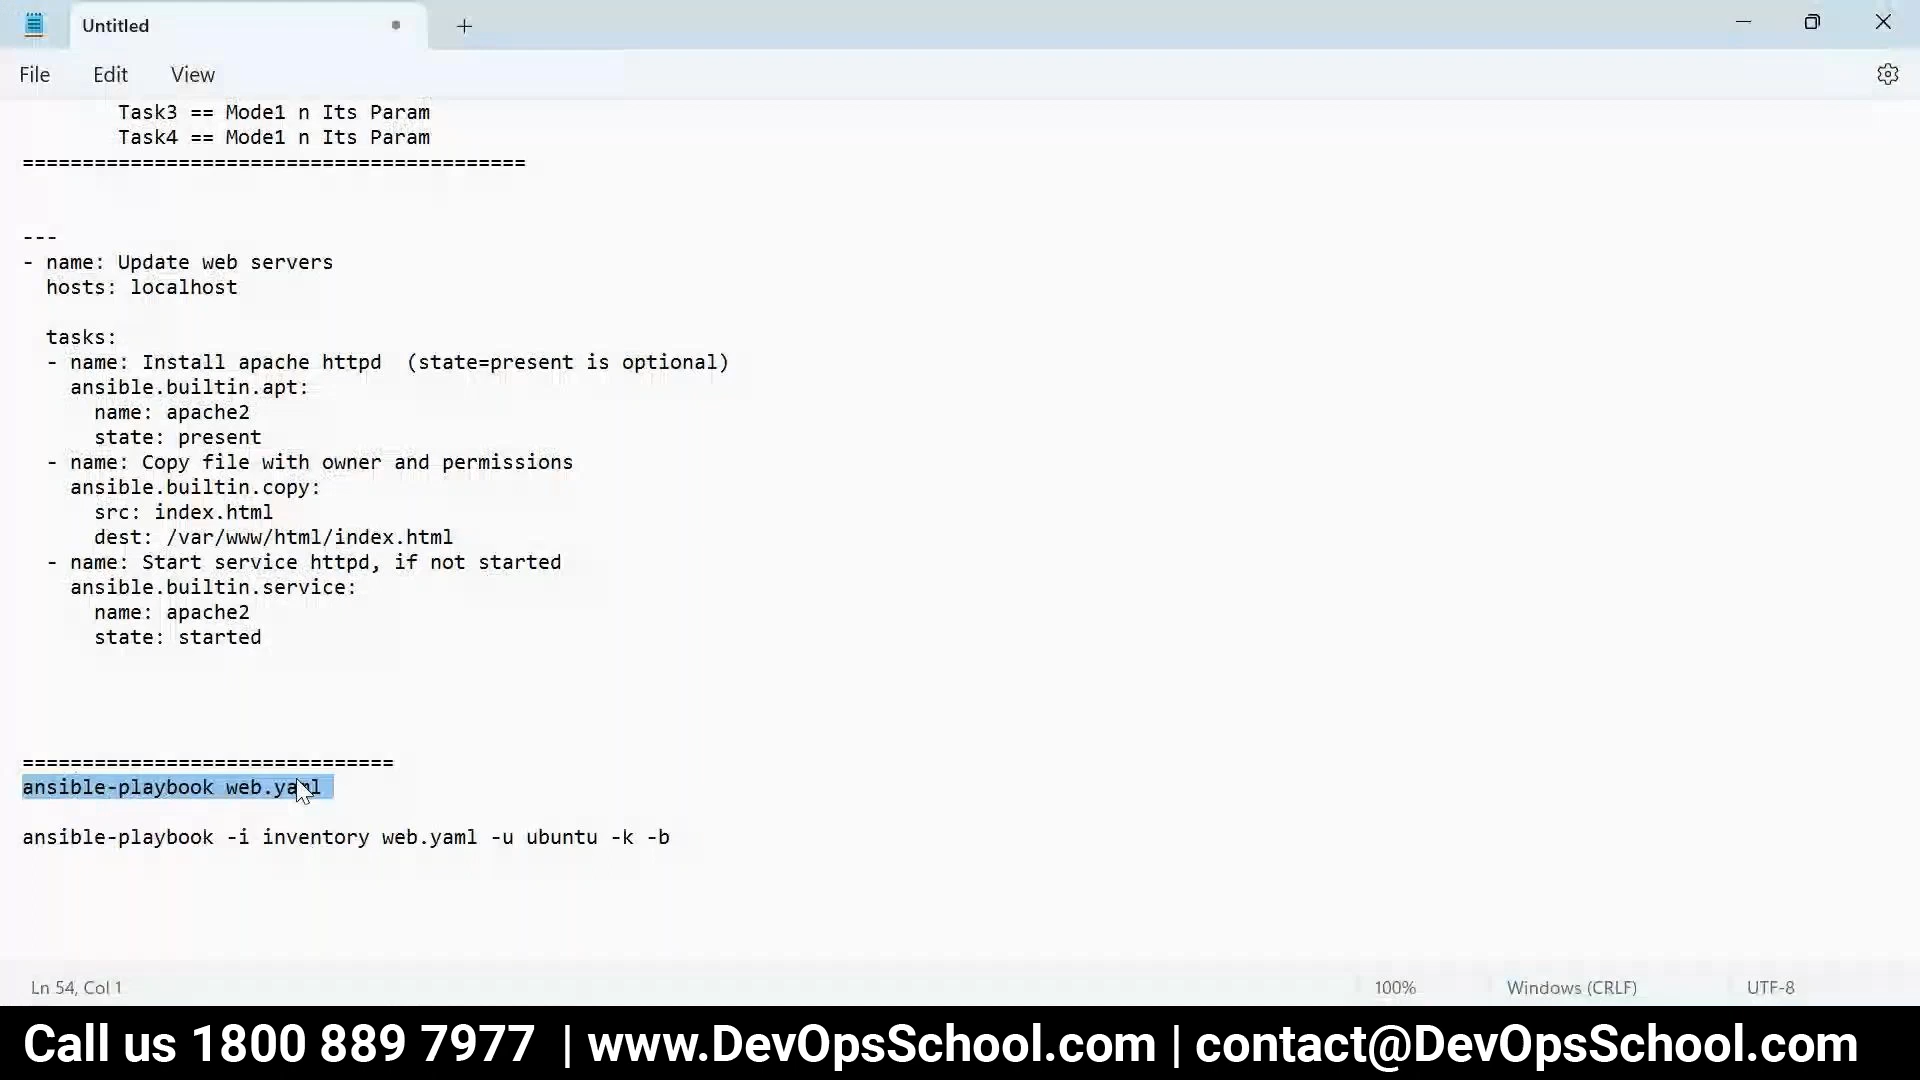 Untitled
File Edit View
Task3 == Mode1 n Its Param
Task4 == Mode1 n Its Param
==========================================
---
- name: Update web servers
hosts: localhost
tasks:
- name: Install apache httpd  (state=present is optional)
ansible.builtin.apt:
name: apache2
state: present
- name: Copy file with owner and permissions
ansible.builtin.copy:
src: index.html
dest: /var/www/html/index.html
- name: Start service httpd, if not started
ansible.builtin.service:
name: apache2
state: started
===============================
ansible-playbook web.yaml
ansible-playbook -i inventory web.yaml -u ubuntu -k -b
Ln 54, Col 1 100% Windows (CRLF) UTF-8
Call us 1800 889 7977 | www.DevOpsSchool.com | contact@DevOpsSchool.com